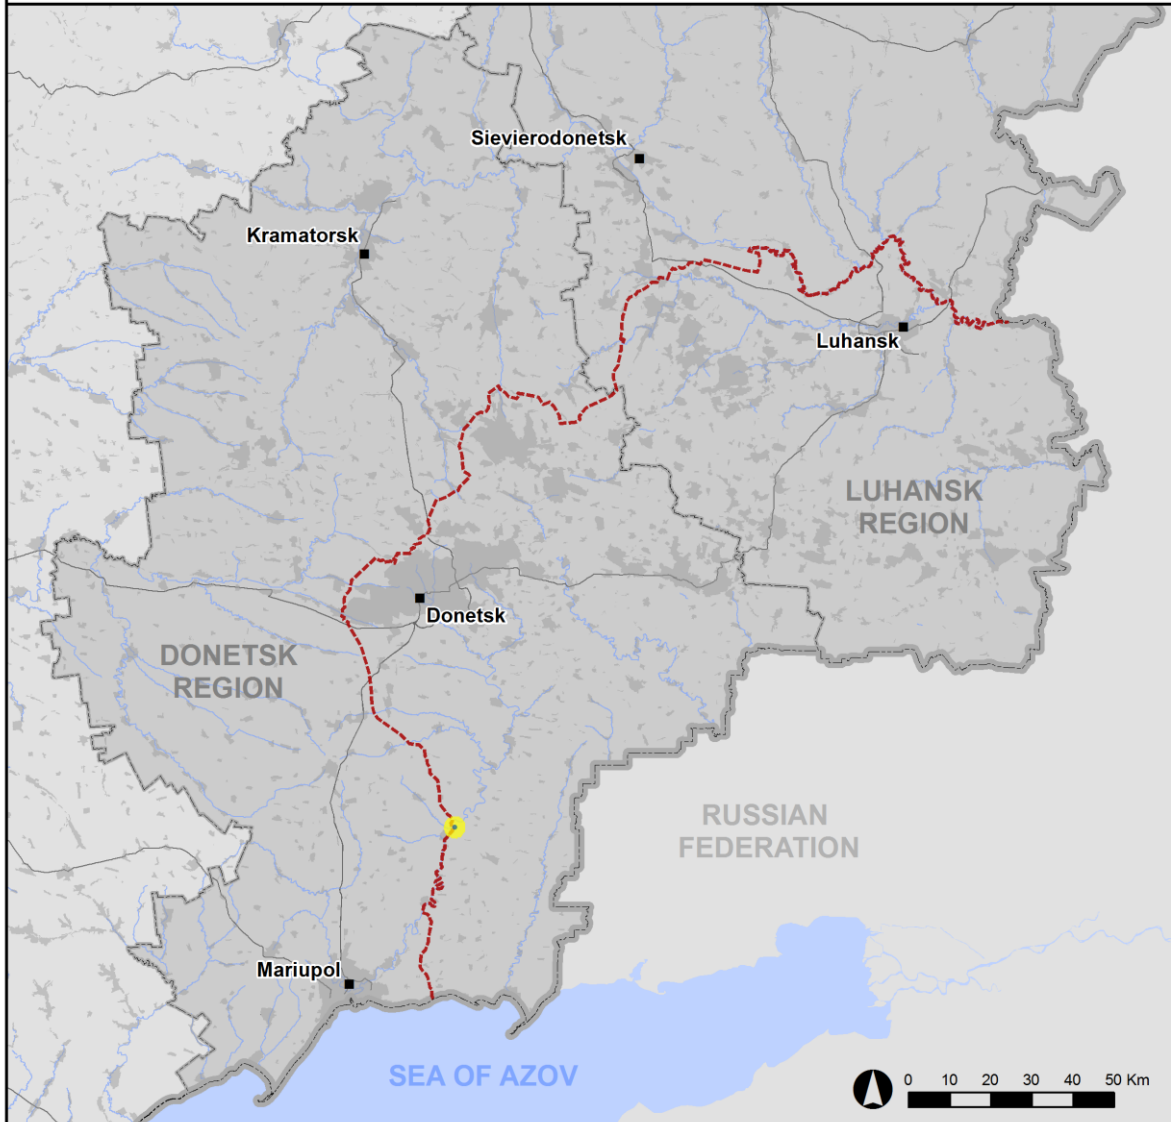 Sievierodonetsk
Kramatorsk
Luhansk
LUHANSK
REGION
Donetsk
DONETSK
REGION
RUSSIAN
FEDERATION
Mariupol
SEA OF AZOV
0 10 20 30 40 50 Km